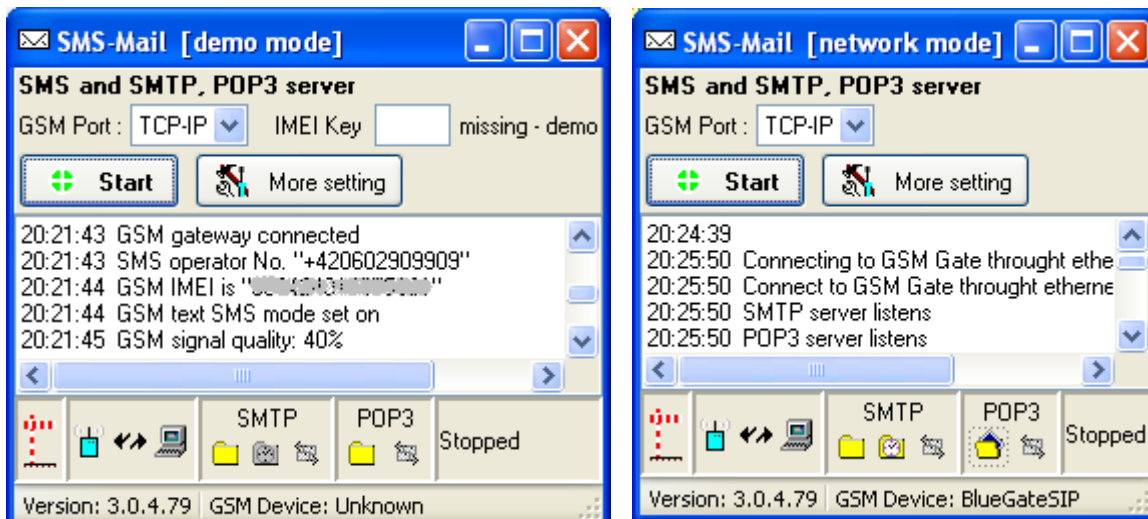 SMS-Mail [demo mode]
SMS and SMTP, POP3 server
GSM Port : TCP-IP IMEI Key missing - demo
Start More setting
20:21:43 GSM gateway connected
20:21:43 SMS operator No. "+420602909909"
20:21:44 GSM IMEI is " "
20:21:44 GSM text SMS mode set on
20:21:45 GSM signal quality: 40%
SMTP POP3
Stopped
Version: 3.0.4.79 GSM Device: Unknown
SMS-Mail [network mode]
SMS and SMTP, POP3 server
GSM Port : TCP-IP
Start More setting
20:24:39
20:25:50 Connecting to GSM Gate throught ethe
20:25:50 Connect to GSM Gate throught etherne
20:25:50 SMTP server listens
20:25:50 POP3 server listens
SMTP POP3
Stopped
Version: 3.0.4.79 GSM Device: BlueGateSIP